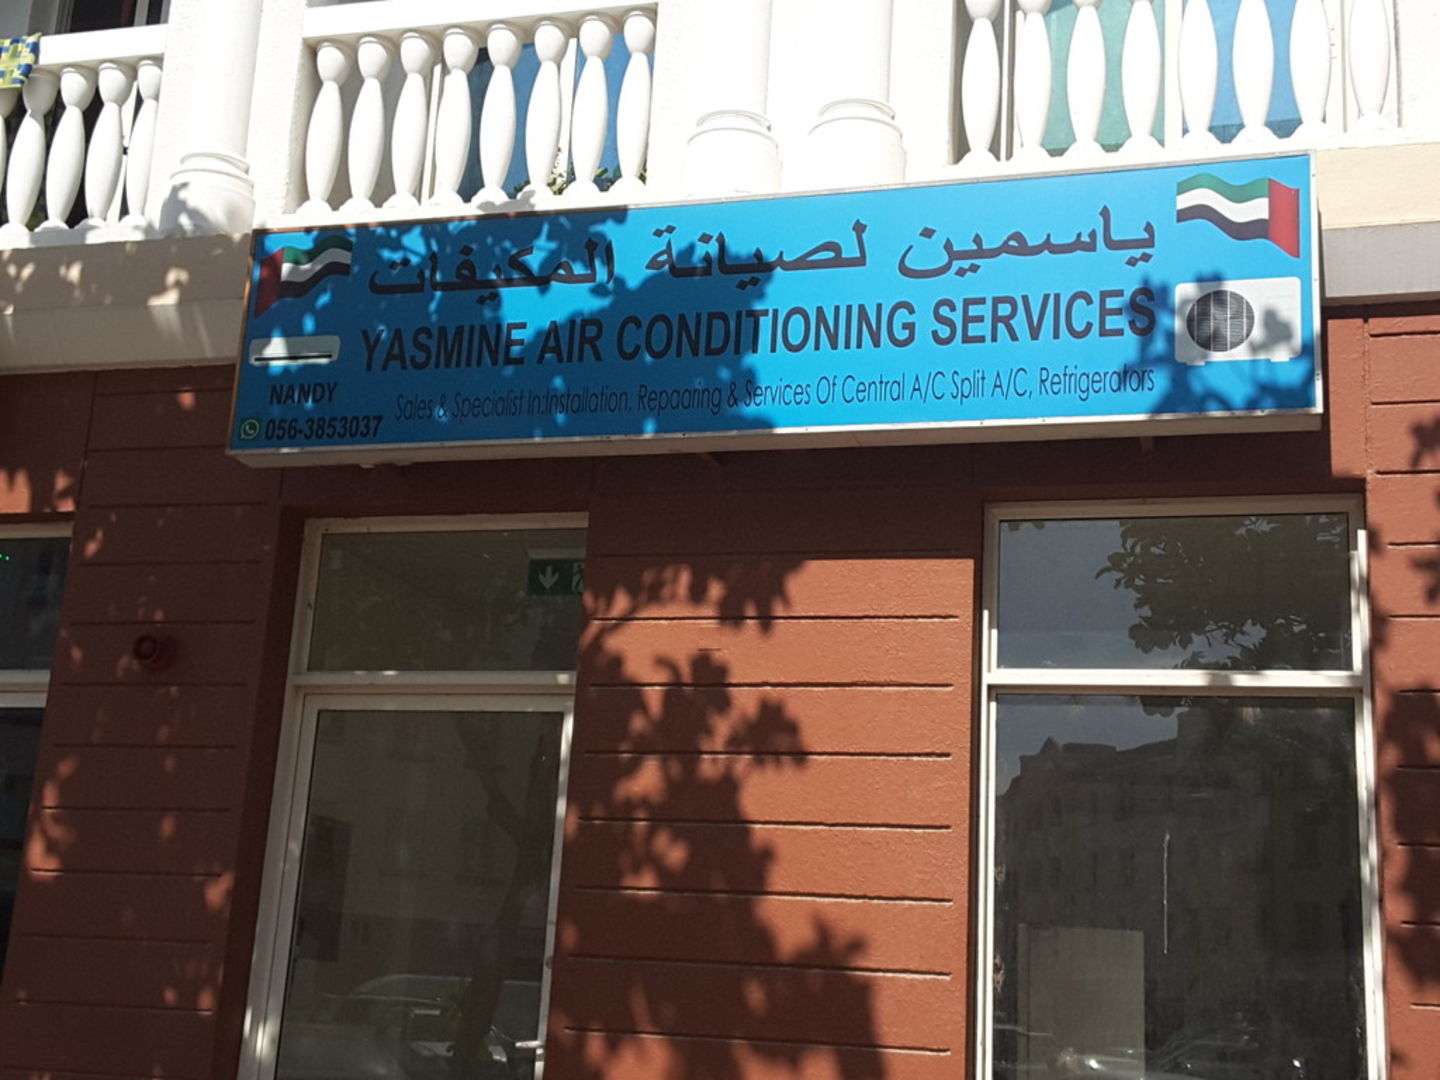 ياسمين لصيانة المكيفات
YASMINE AIR CONDITIONING SERVICES
Sales & Specialist In:Installation, Repaaring & Services Of Central A/C Split A/C, Refrigerators
NANDY
056-3853037